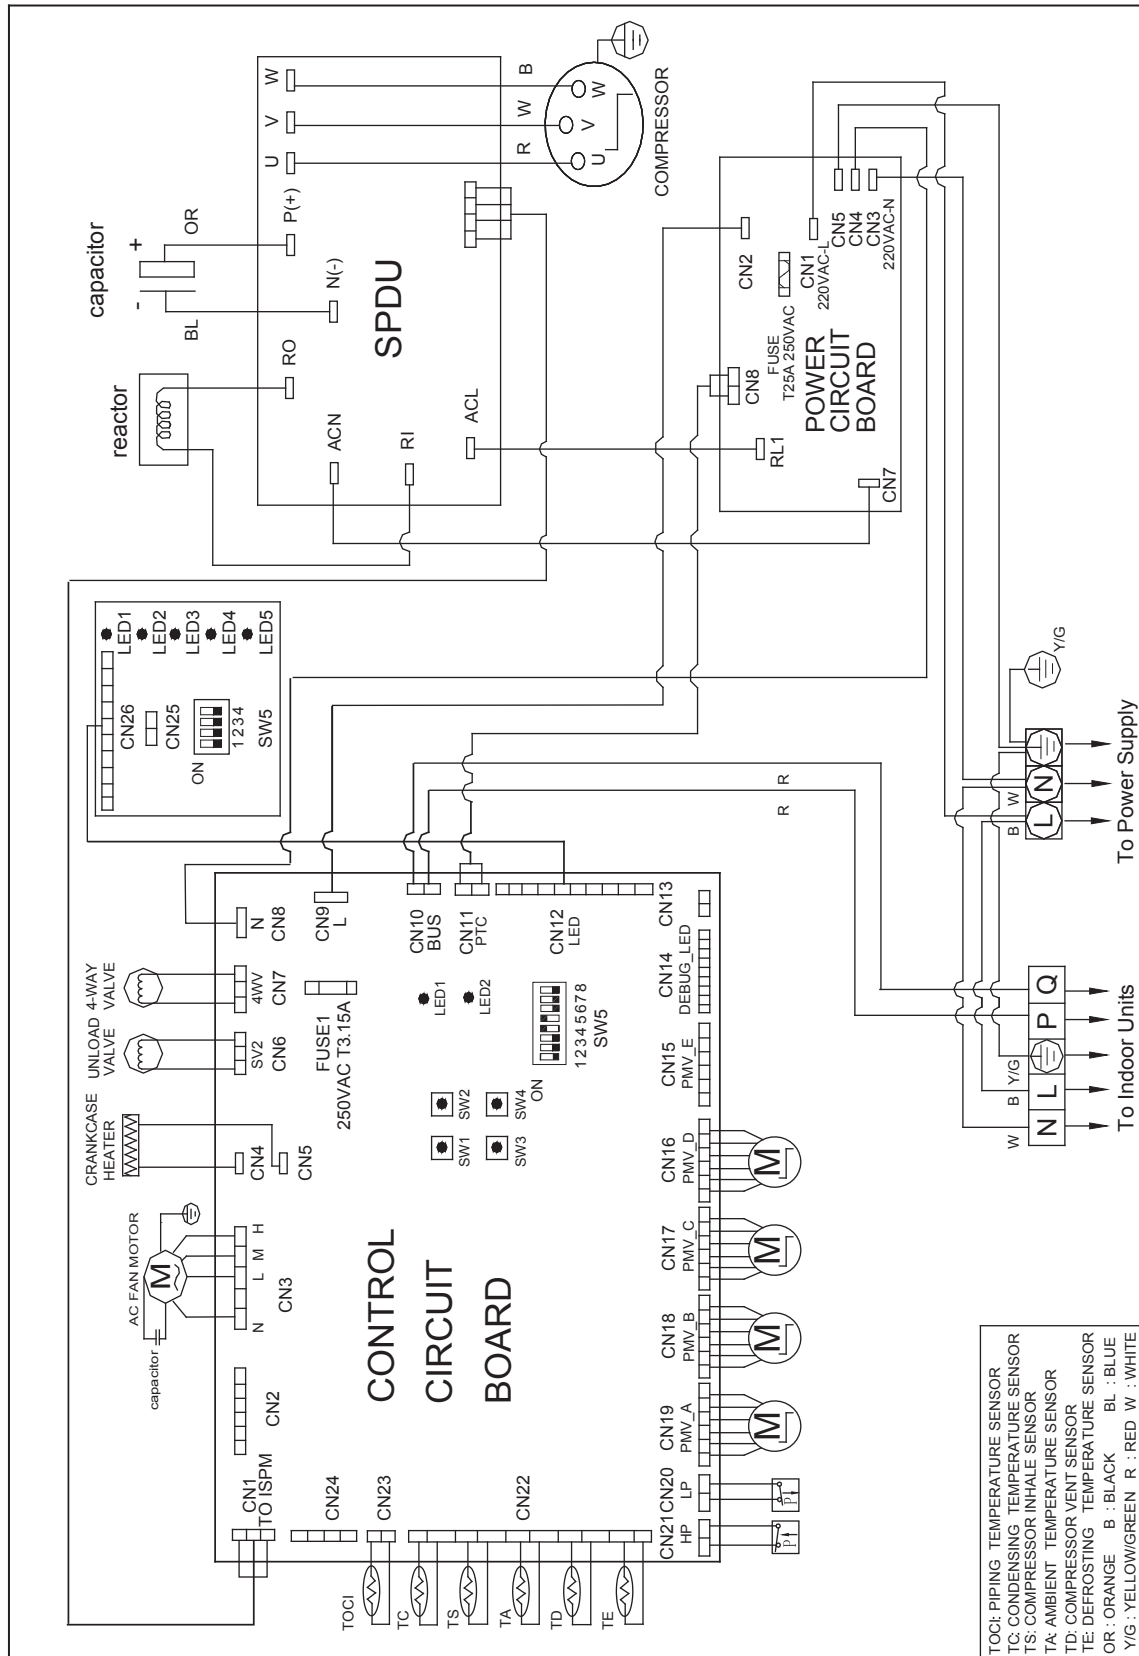 capacitor
-
+
BL
OR
reactor
RO
N(-)
P(+)
U
V
W
SPDU
ACN
RI
ACL
R
W
B
U
V
W
COMPRESSOR
CN2
CN8
FUSE
T25A 250VAC
CN1
220VAC-L
CN5
CN4
CN3
220VAC-N
POWER
CIRCUIT
BOARD
RL1
CN7
LED1
LED2
LED3
LED4
LED5
CN26
CN25
ON
1234
SW5
Y/G
B
W
L
N
To Power Supply
R
R
W
B
Y/G
N
L
P
Q
To Indoor Units
UNLOAD
VALVE
4-WAY
VALVE
CRANKCASE
HEATER
AC FAN MOTOR
M
capacitor
N
L
M
H
CN3
CN4
CN5
SV2
CN6
4WV
CN7
N
CN8
CN9
L
FUSE1
250VAC T3.15A
CN10
BUS
CN11
PTC
CN12
LED
CN13
LED1
LED2
CN14
DEBUG_LED
SW1
SW2
SW3
SW4
ON
12345678
SW5
CN15
PMV_E
CN16
PMV_D
CN17
PMV_C
CN18
PMV_B
CN19
PMV_A
M
M
M
M
CN20
LP
CN21
HP
P
P
CONTROL
CIRCUIT
BOARD
CN2
CN1
TO ISPM
CN24
CN23
CN22
TOCI
TC
TS
TA
TD
TE
TOCI: PIPING TEMPERATURE SENSOR
TC: CONDENSING TEMPERATURE SENSOR
TS: COMPRESSOR INHALE SENSOR
TA: AMBIENT TEMPERATURE SENSOR
TD: COMPRESSOR VENT SENSOR
TE: DEFROSTING TEMPERATURE SENSOR
OR : ORANGE B : BLACK BL : BLUE
Y/G : YELLOW/GREEN R : RED W : WHITE